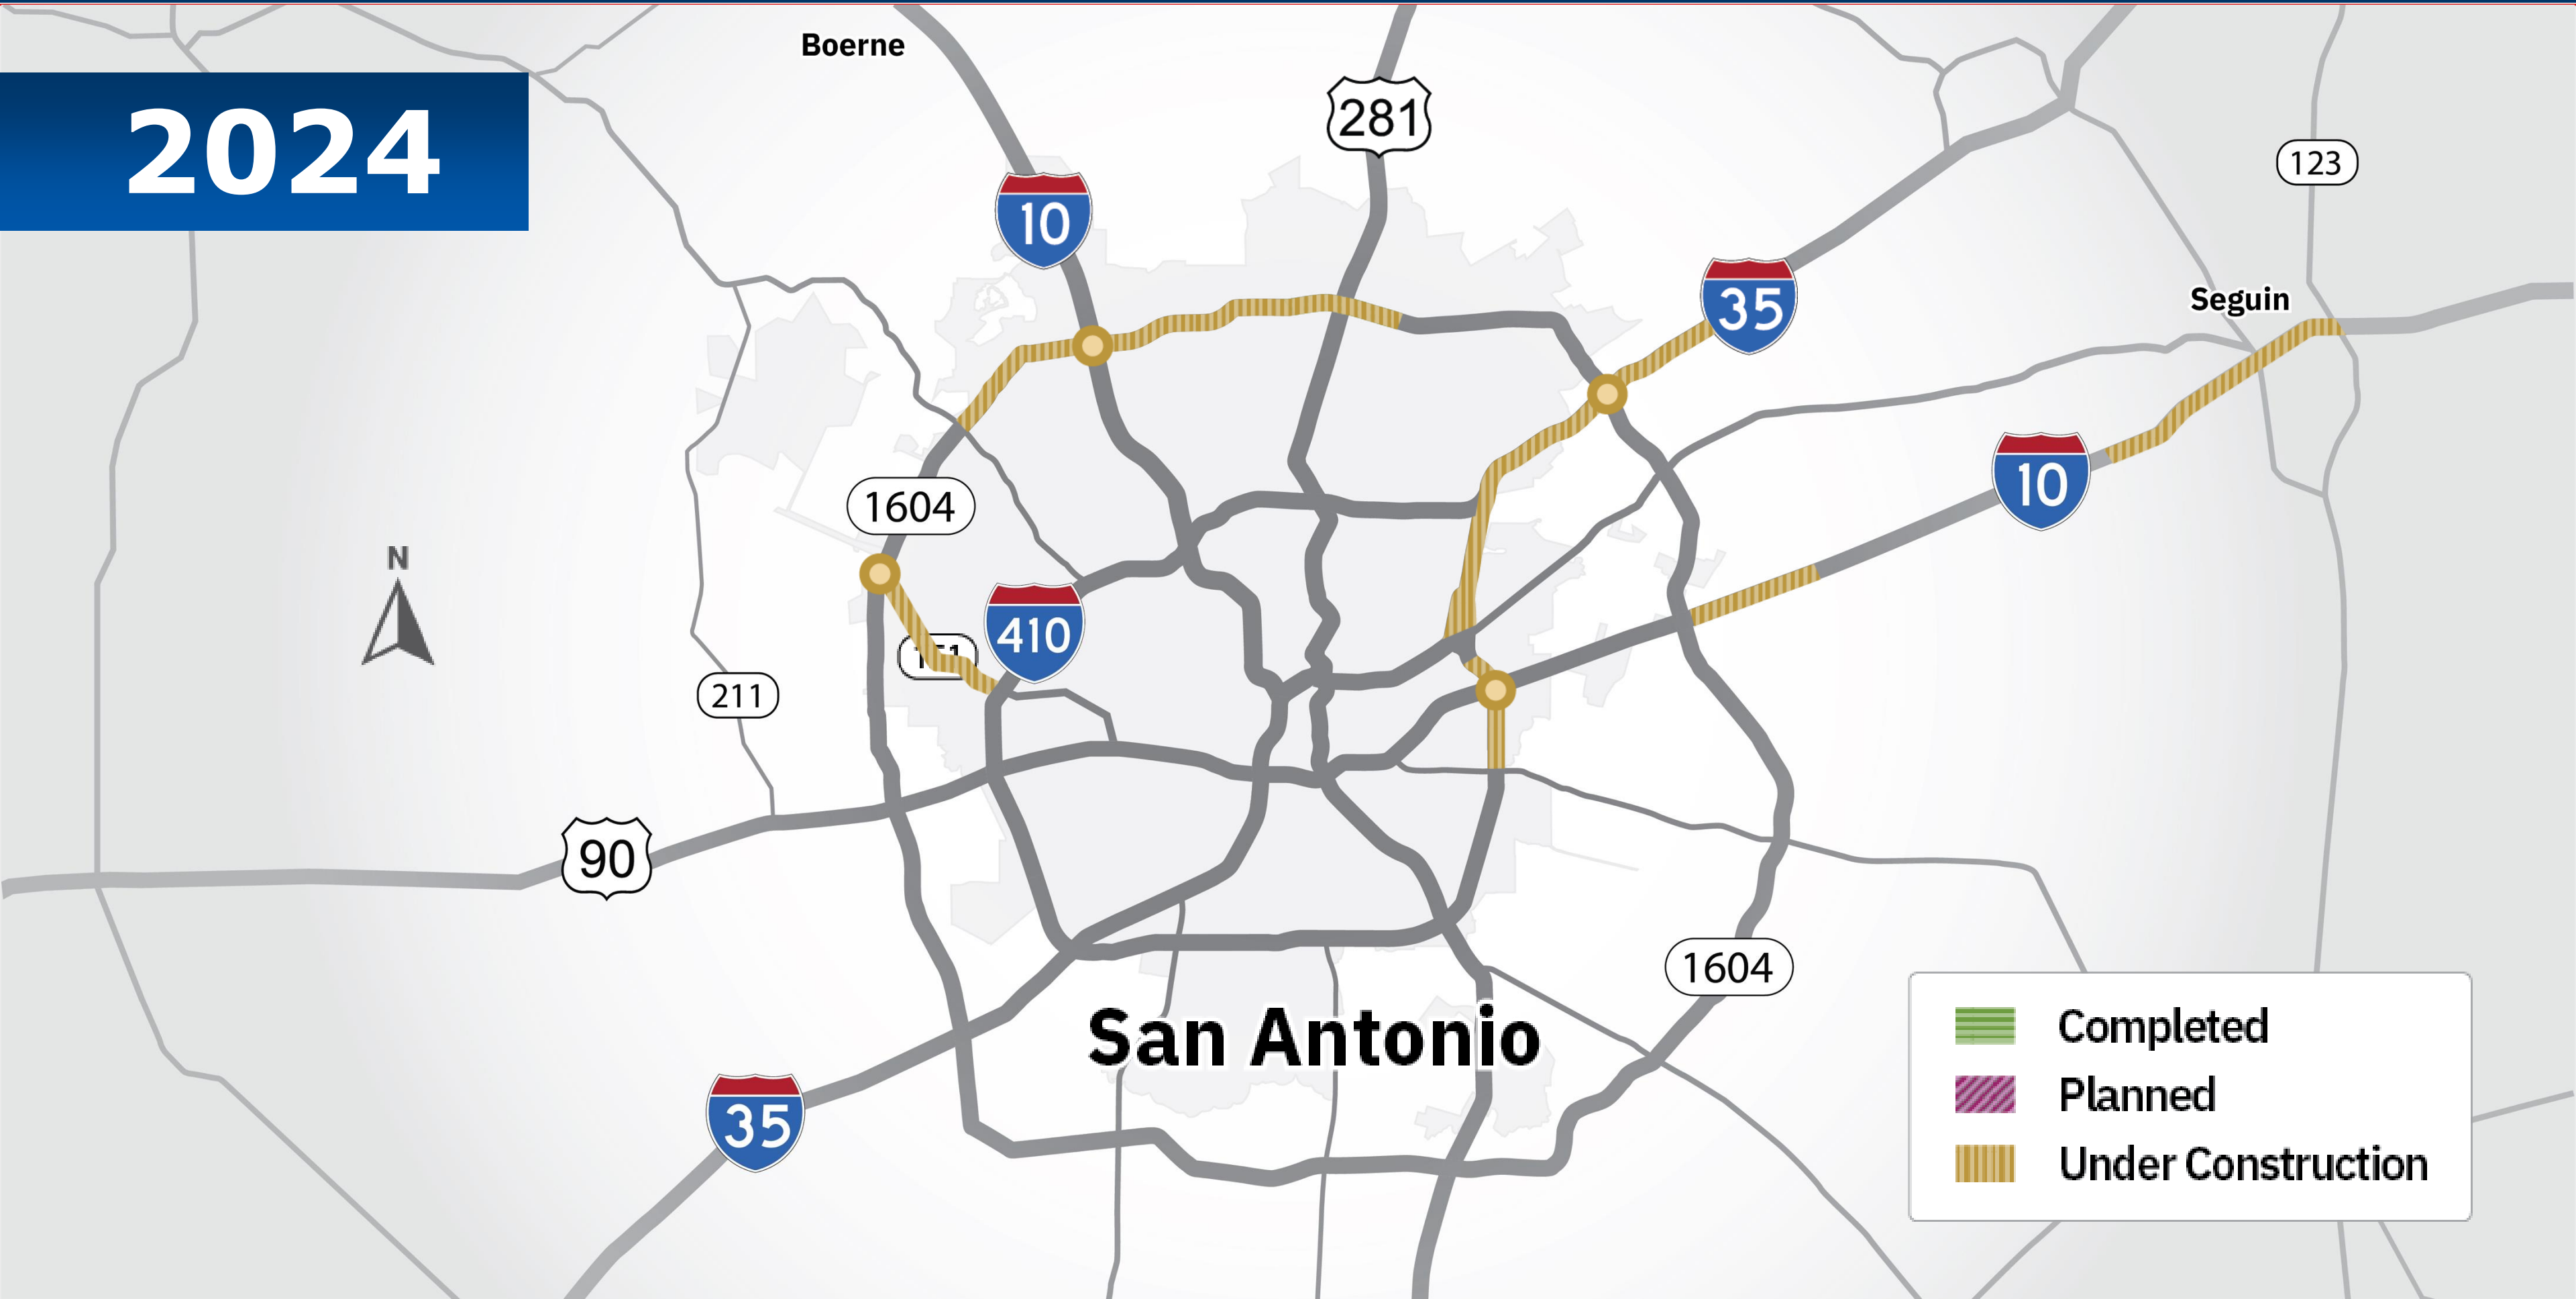 2024
Boerne
281
123
10
35
Seguin
10
1604
N
410
211
90
1604
San Antonio
35
Completed
Planned
Under Construction